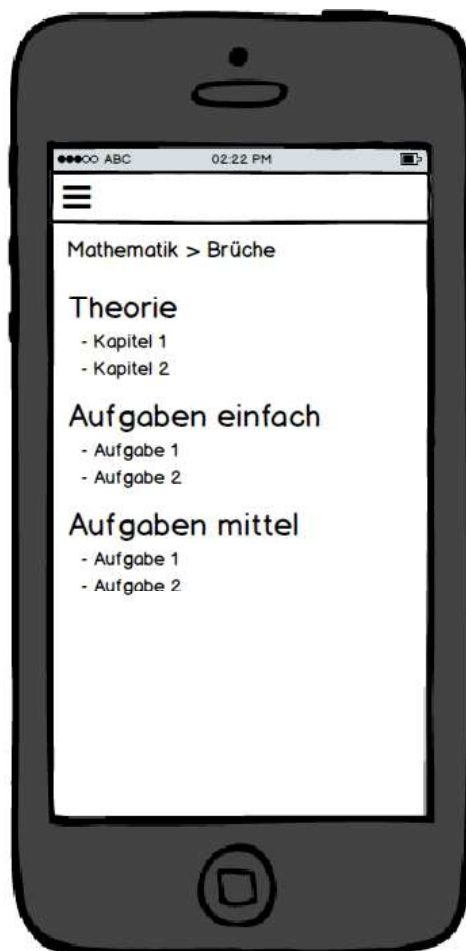 ABC 02:22 PM
Mathematik > Brüche
Theorie
- Kapitel 1
- Kapitel 2
Aufgaben einfach
- Aufgabe 1
- Aufgabe 2
Aufgaben mittel
- Aufgabe 1
- Aufgabe 2